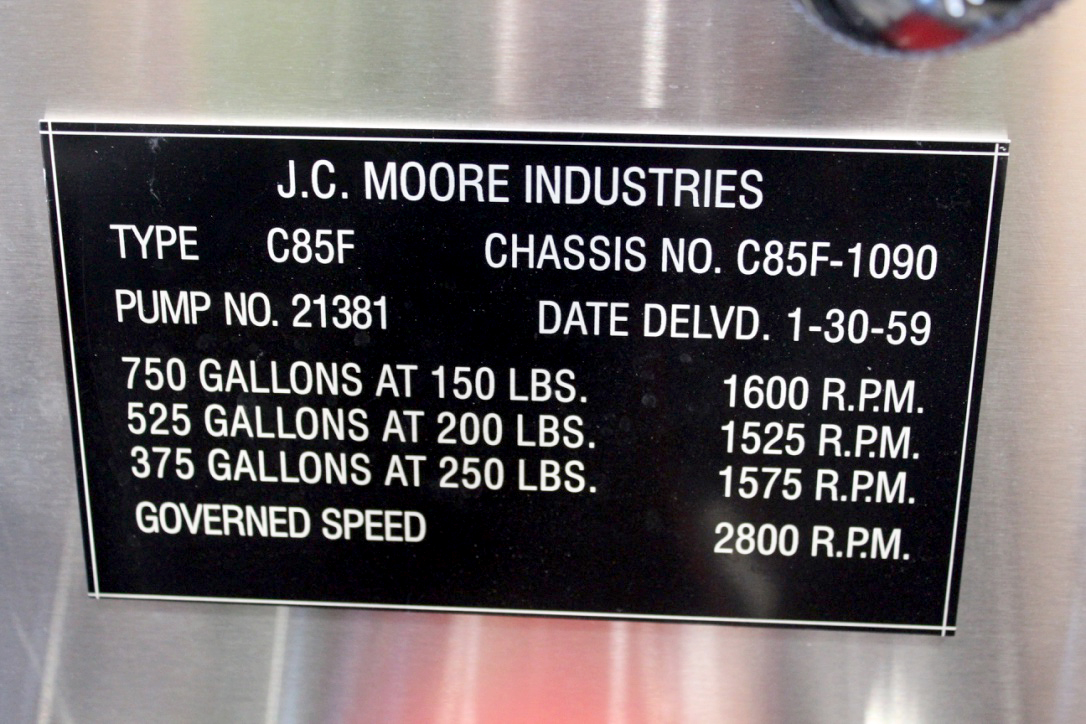 J.C. MOORE INDUSTRIES
TYPE C85F CHASSIS NO. C85F-1090
PUMP NO. 21381 DATE DELVD. 1-30-59
750 GALLONS AT 150 LBS. 1600 R.P.M.
525 GALLONS AT 200 LBS. 1525 R.P.M.
375 GALLONS AT 250 LBS. 1575 R.P.M.
GOVERNED SPEED 2800 R.P.M.